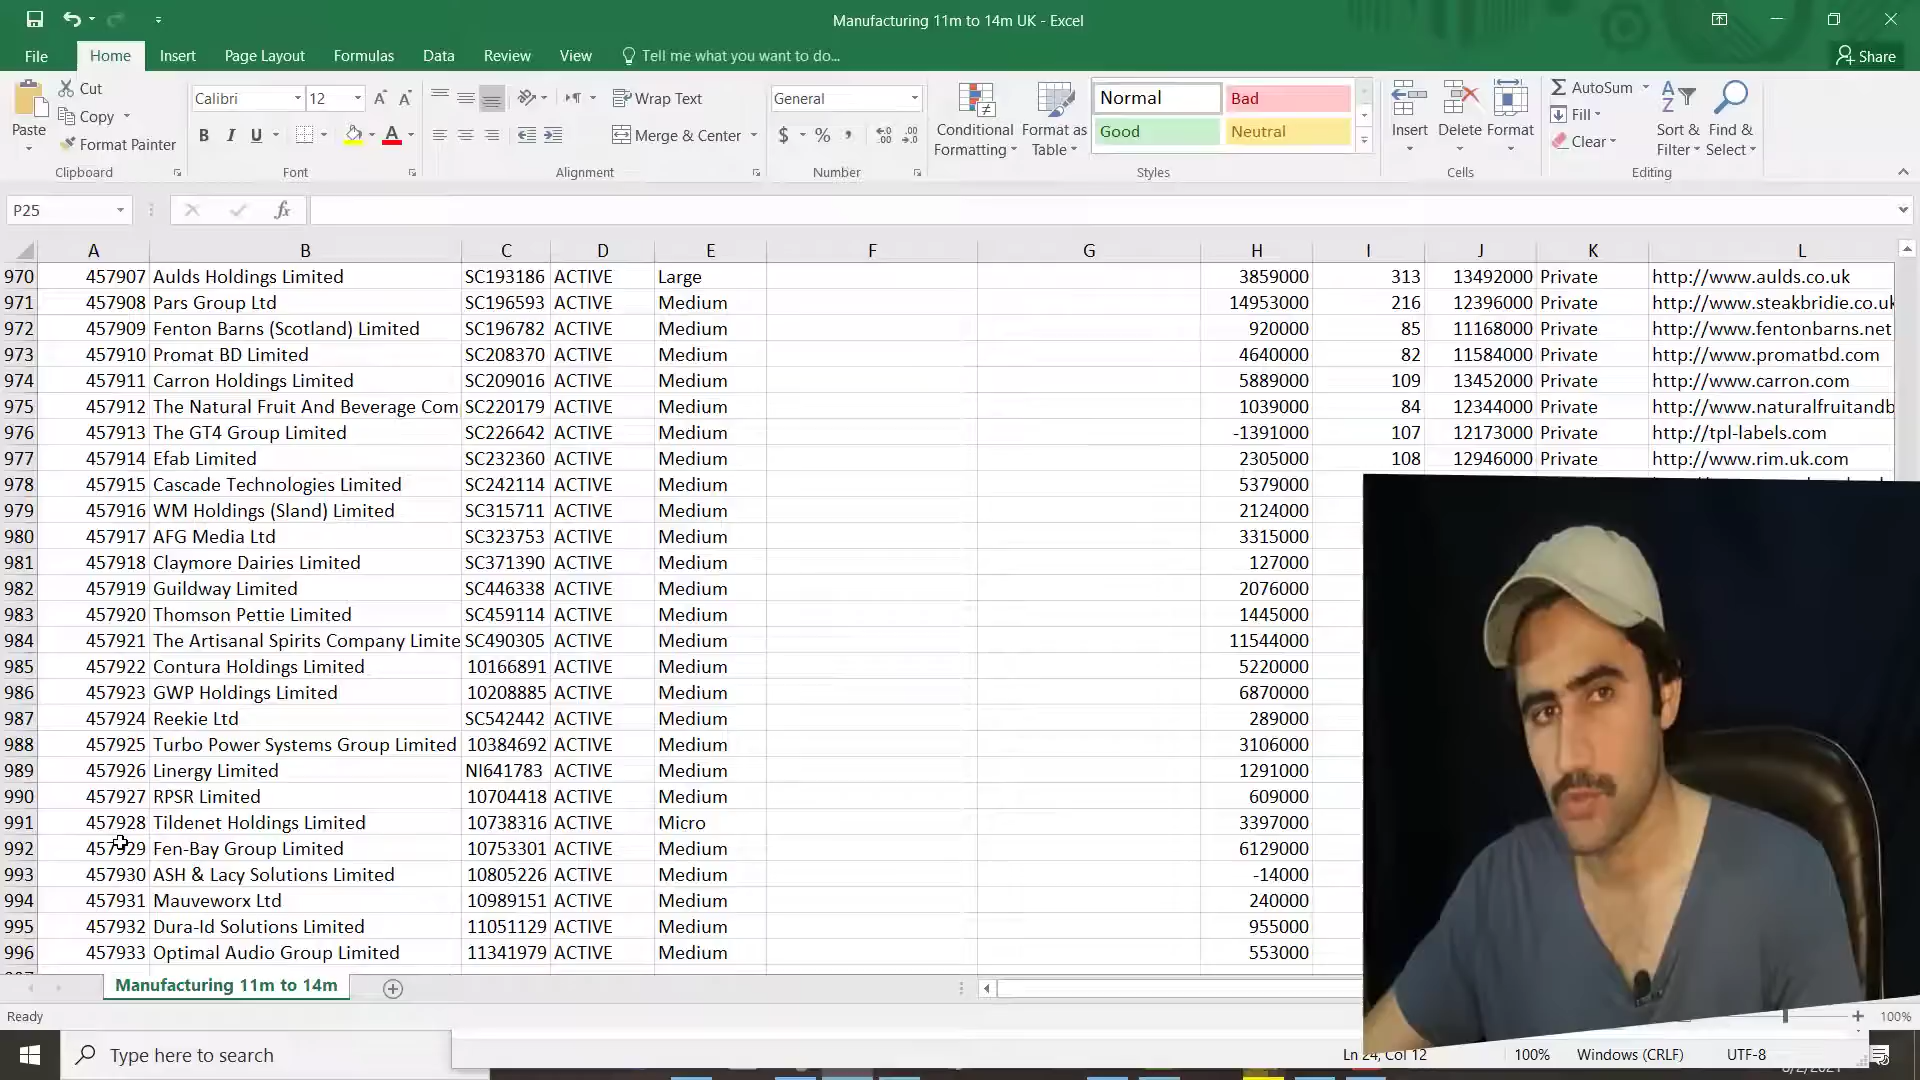 Manufacturing 11m to 14m UK - Excel
File Home Insert Page Layout Formulas Data Review View Tell me what you want to do... Share
Cut
Copy
Format Painter
Paste
Calibri 12
B I U
Wrap Text
Merge & Center
General
$ %
Conditional Formatting
Format as Table
Normal Bad
Good Neutral
Insert Delete Format
AutoSum
Fill
Clear
Sort & Filter
Find & Select
Clipboard Font Alignment Number Styles Cells Editing
P25 fx
A B C D E F G H I J K L
970 457907 Aulds Holdings Limited SC193186 ACTIVE Large 3859000 313 13492000 Private http://www.aulds.co.uk
971 457908 Pars Group Ltd SC196593 ACTIVE Medium 14953000 216 12396000 Private http://www.steakbridie.co.uk
972 457909 Fenton Barns (Scotland) Limited SC196782 ACTIVE Medium 920000 85 11168000 Private http://www.fentonbarns.net
973 457910 Promat BD Limited SC208370 ACTIVE Medium 4640000 82 11584000 Private http://www.promatbd.com
974 457911 Carron Holdings Limited SC209016 ACTIVE Medium 5889000 109 13452000 Private http://www.carron.com
975 457912 The Natural Fruit And Beverage Com SC220179 ACTIVE Medium 1039000 84 12344000 Private http://www.naturalfruitandb
976 457913 The GT4 Group Limited SC226642 ACTIVE Medium -1391000 107 12173000 Private http://tpl-labels.com
977 457914 Efab Limited SC232360 ACTIVE Medium 2305000 108 12946000 Private http://www.rim.uk.com
978 457915 Cascade Technologies Limited SC242114 ACTIVE Medium 5379000
979 457916 WM Holdings (Sland) Limited SC315711 ACTIVE Medium 2124000
980 457917 AFG Media Ltd SC323753 ACTIVE Medium 3315000
981 457918 Claymore Dairies Limited SC371390 ACTIVE Medium 127000
982 457919 Guildway Limited SC446338 ACTIVE Medium 2076000
983 457920 Thomson Pettie Limited SC459114 ACTIVE Medium 1445000
984 457921 The Artisanal Spirits Company Limite SC490305 ACTIVE Medium 11544000
985 457922 Contura Holdings Limited 10166891 ACTIVE Medium 5220000
986 457923 GWP Holdings Limited 10208885 ACTIVE Medium 6870000
987 457924 Reekie Ltd SC542442 ACTIVE Medium 289000
988 457925 Turbo Power Systems Group Limited 10384692 ACTIVE Medium 3106000
989 457926 Linergy Limited NI641783 ACTIVE Medium 1291000
990 457927 RPSR Limited 10704418 ACTIVE Medium 609000
991 457928 Tildenet Holdings Limited 10738316 ACTIVE Micro 3397000
992 457929 Fen-Bay Group Limited 10753301 ACTIVE Medium 6129000
993 457930 ASH & Lacy Solutions Limited 10805226 ACTIVE Medium -14000
994 457931 Mauveworx Ltd 10989151 ACTIVE Medium 240000
995 457932 Dura-Id Solutions Limited 11051129 ACTIVE Medium 955000
996 457933 Optimal Audio Group Limited 11341979 ACTIVE Medium 553000
Manufacturing 11m to 14m
Ready 100%
Type here to search Ln 24, Col 12 100% Windows (CRLF) UTF-8